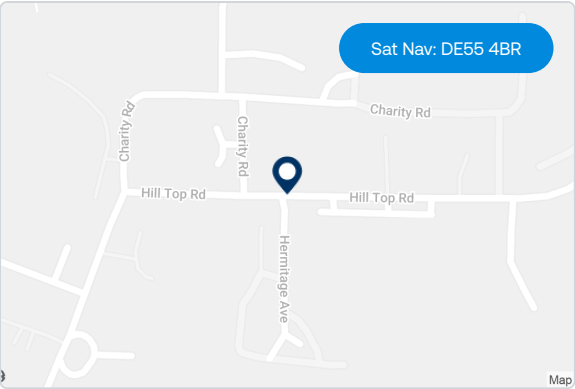 Sat Nav: DE55 4BR
Charity Rd
Charity Rd
Charity Rd
Hill Top Rd
Hill Top Rd
Hermitage Ave
Map